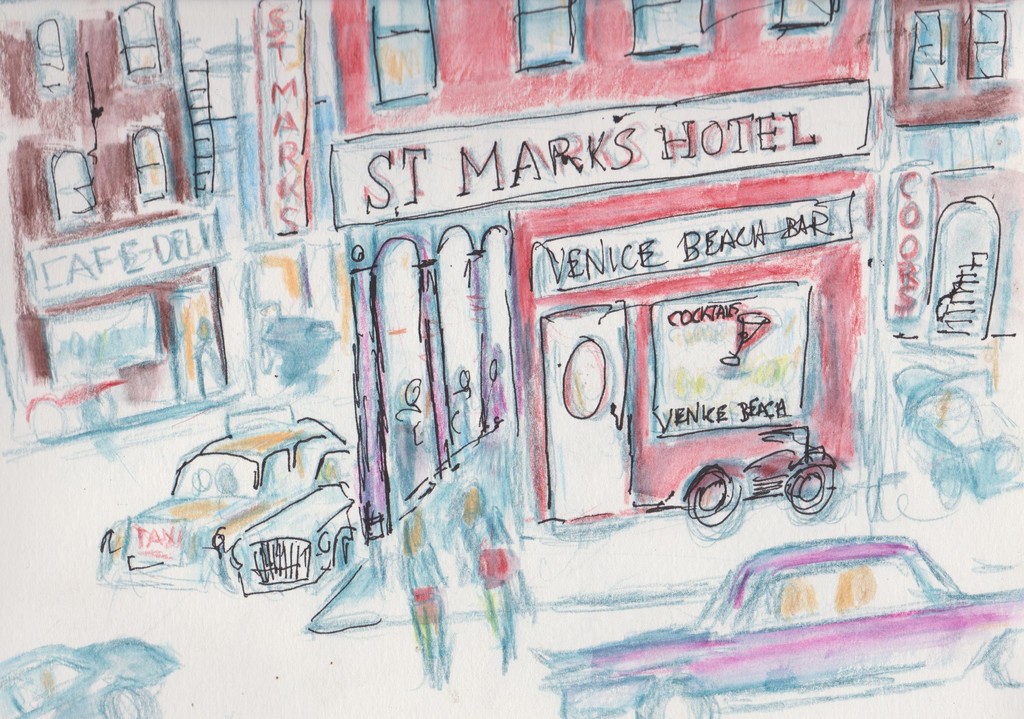 ST MARKS
ST MARKS HOTEL
CAFE-DELI
VENICE BEACH BAR
COORS
COCKTAILS
VENICE BEACH
TAXI